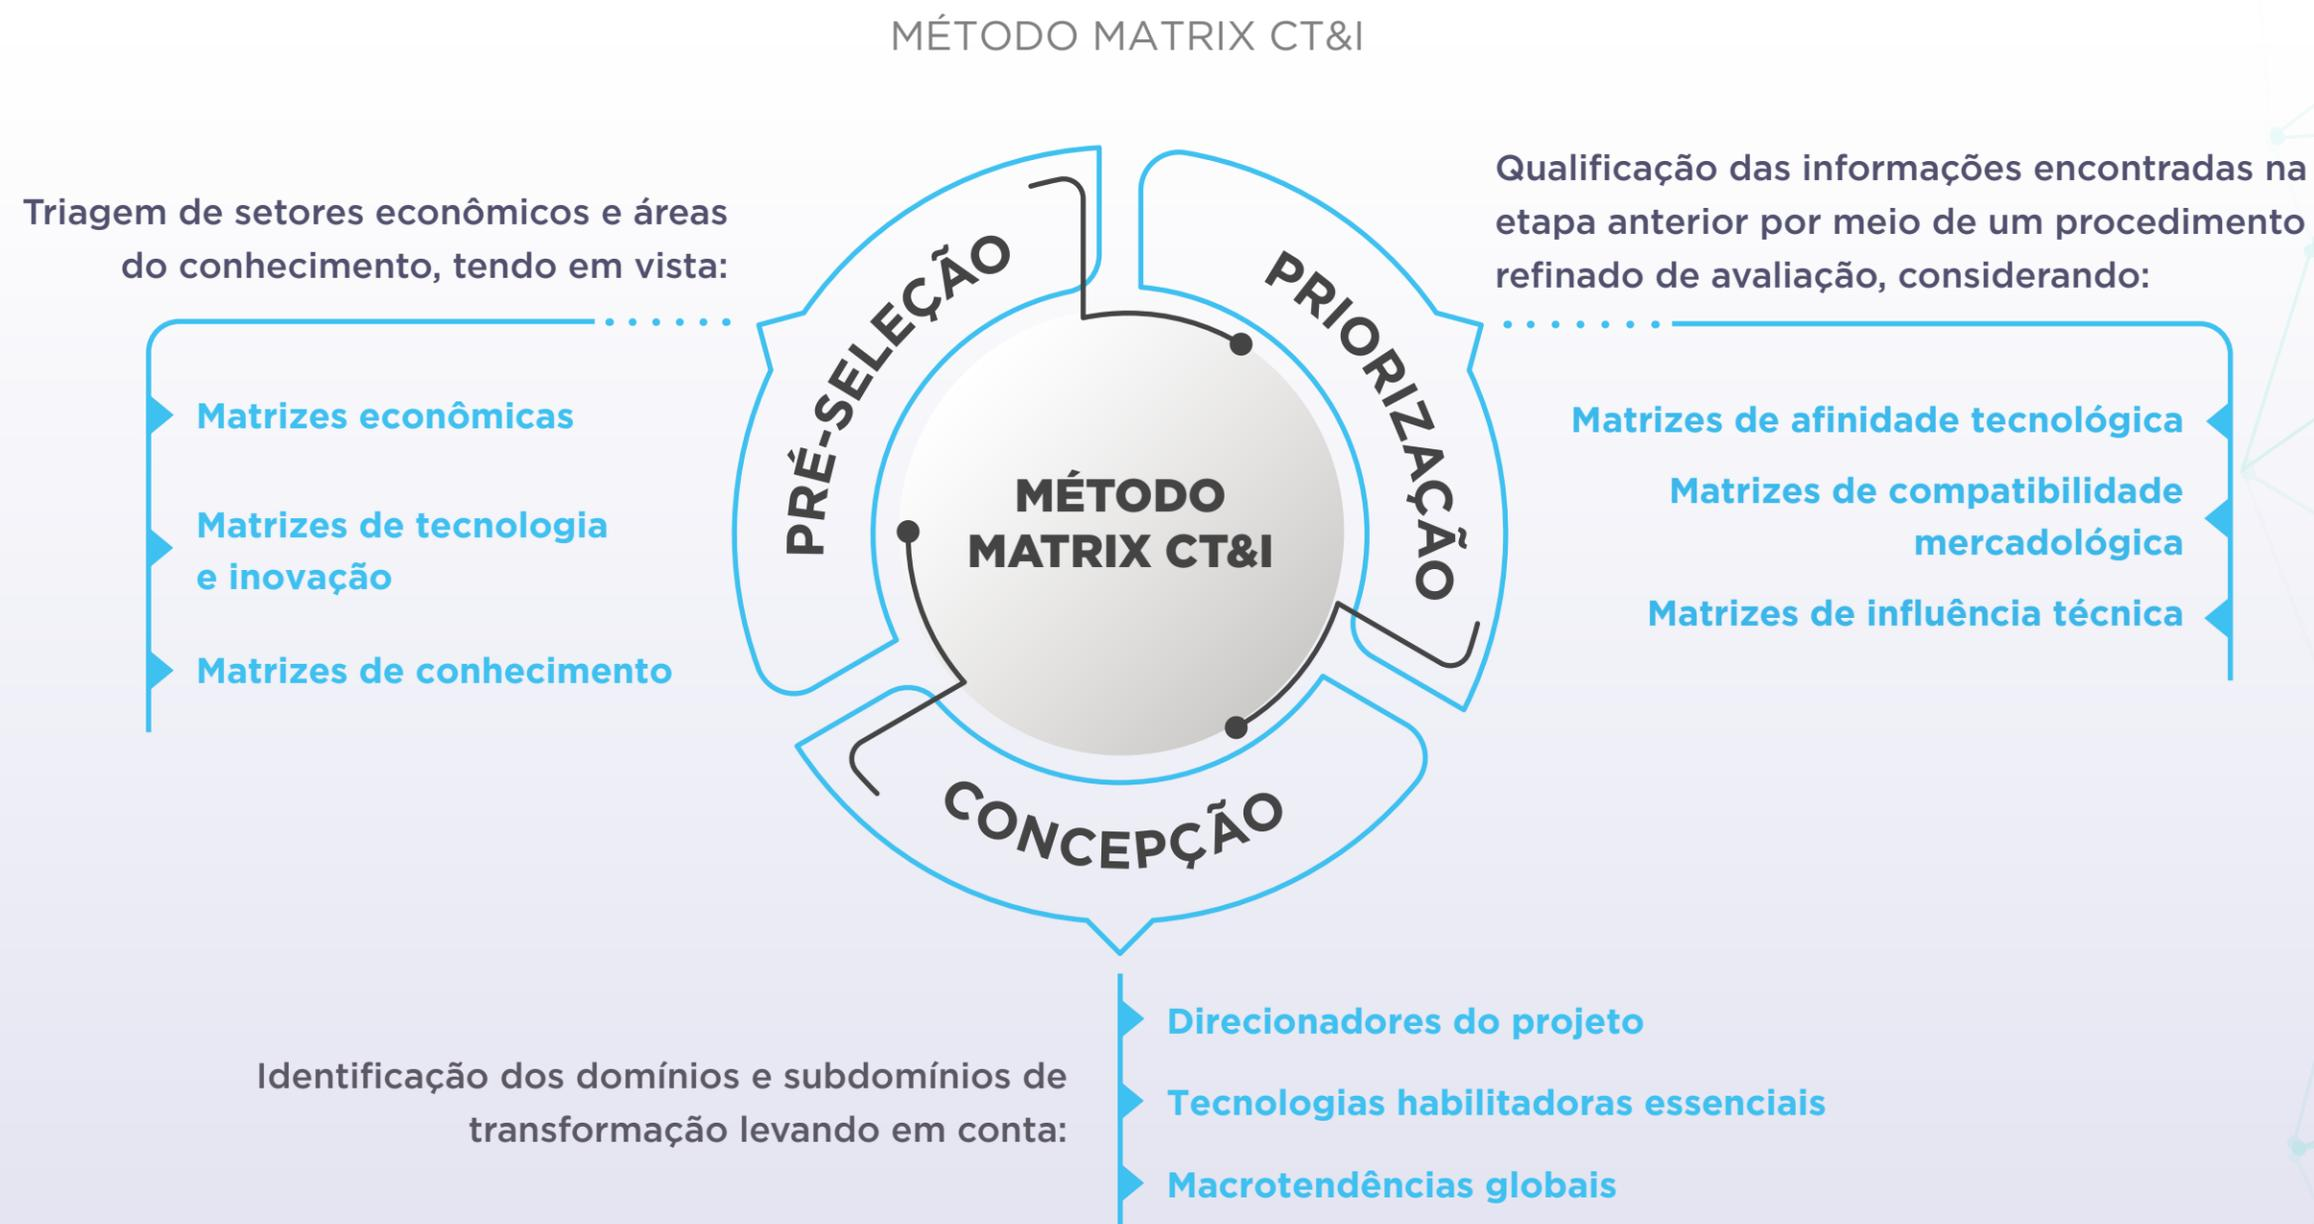 MÉTODO MATRIX CT&I
Triagem de setores econômicos e áreas
do conhecimento, tendo em vista:
Matrizes econômicas
Matrizes de tecnologia
e inovação
Matrizes de conhecimento
PRÉ-SELEÇÃO
PRIORIZAÇÃO
MÉTODO
MATRIX CT&I
CONCEPÇÃO
Qualificação das informações encontradas na
etapa anterior por meio de um procedimento
refinado de avaliação, considerando:
Matrizes de afinidade tecnológica
Matrizes de compatibilidade
mercadológica
Matrizes de influência técnica
Identificação dos domínios e subdomínios de
transformação levando em conta:
Direcionadores do projeto
Tecnologias habilitadoras essenciais
Macrotendências globais